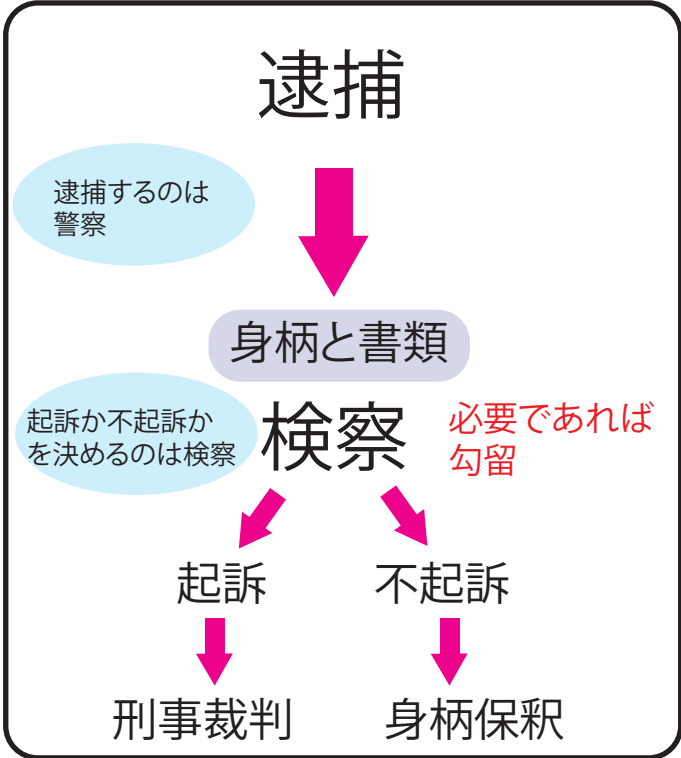 逮捕
逮捕するのは
警察
身柄と書類
起訴か不起訴か
を決めるのは検察
検察
必要であれば
勾留
起訴
不起訴
刑事裁判
身柄保釈